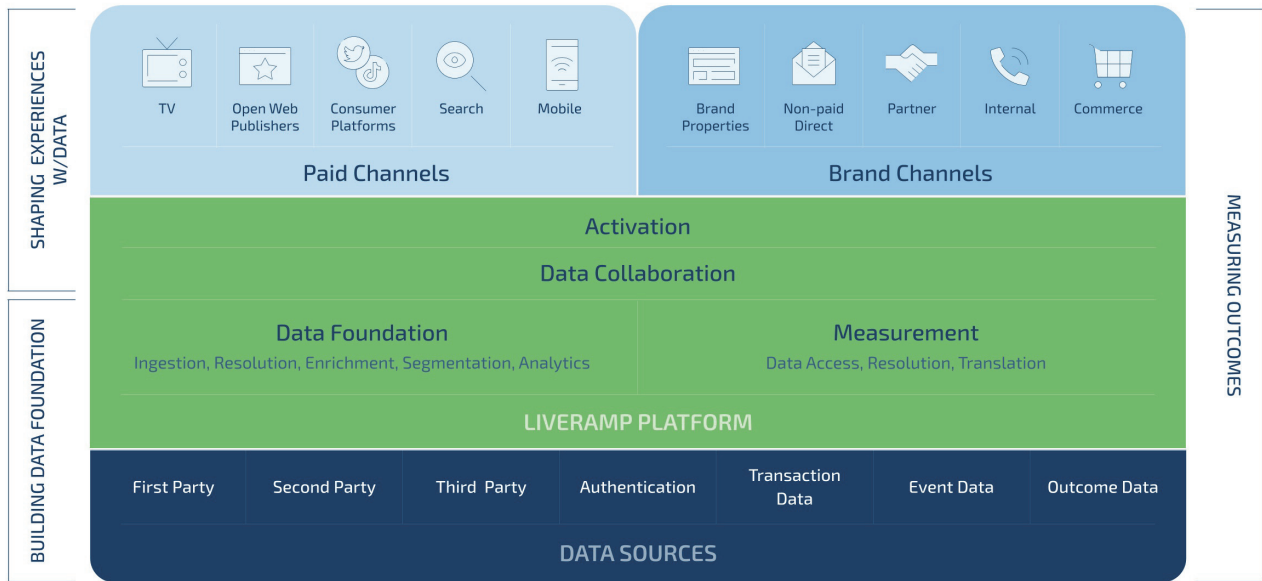 SHAPING EXPERIENCES
W/DATA
BUILDING DATA FOUNDATION
TV
Open Web
Publishers
Consumer
Platforms
Search
Mobile
Paid Channels
Brand
Properties
Non-paid
Direct
Partner
Internal
Commerce
Brand Channels
Activation
Data Collaboration
Data Foundation
Ingestion, Resolution, Enrichment, Segmentation, Analytics
Measurement
Data Access, Resolution, Translation
LIVERAMP PLATFORM
First Party
Second Party
Third Party
Authentication
Transaction
Data
Event Data
Outcome Data
DATA SOURCES
MEASURING OUTCOMES